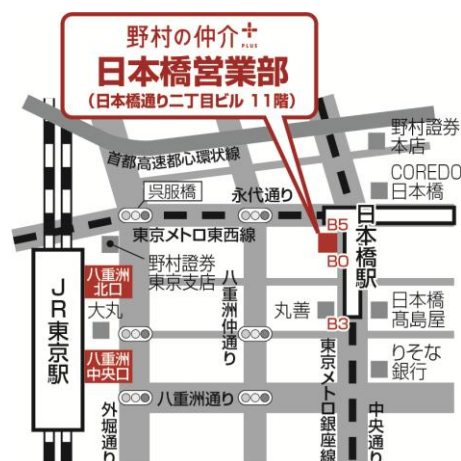 野村の仲介+
PLUS
日本橋営業部
(日本橋通り二丁目ビル 11階)
野村證券
本店
首都高速都心環状線
COREDO
日本橋
呉服橋
永代通り
東京メトロ東西線
日本橋駅
B5
B0
B3
野村證券
東京支店
八重洲
北口
大丸
JR東京駅
八重洲
中央口
八重洲仲通り
丸善
日本橋
髙島屋
りそな
銀行
八重洲通り
外堀通り
東京メトロ銀座線
中央通り